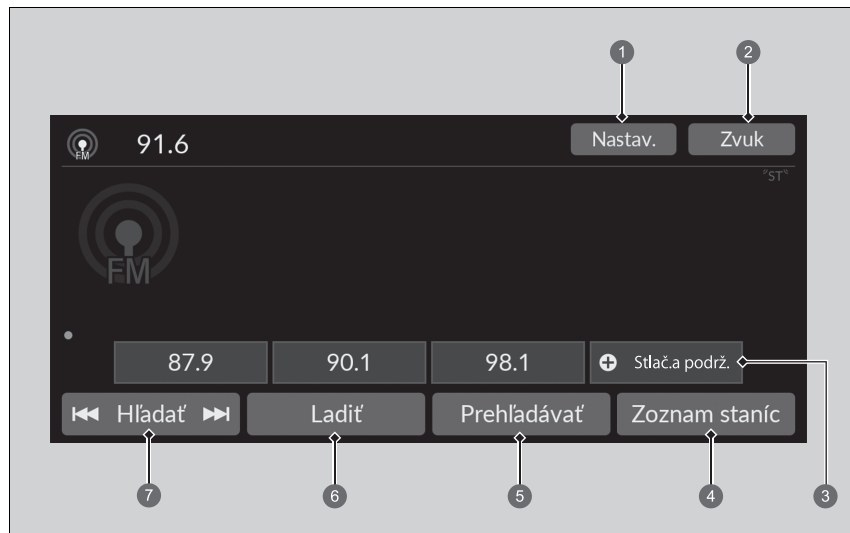 1 2
FM 91.6 Nastav. Zvuk
"ST"
FM
87.9 90.1 98.1 Stlač.a podrž.
Hľadať Ladiť Prehľadávať Zoznam staníc
7 6 5 4 3